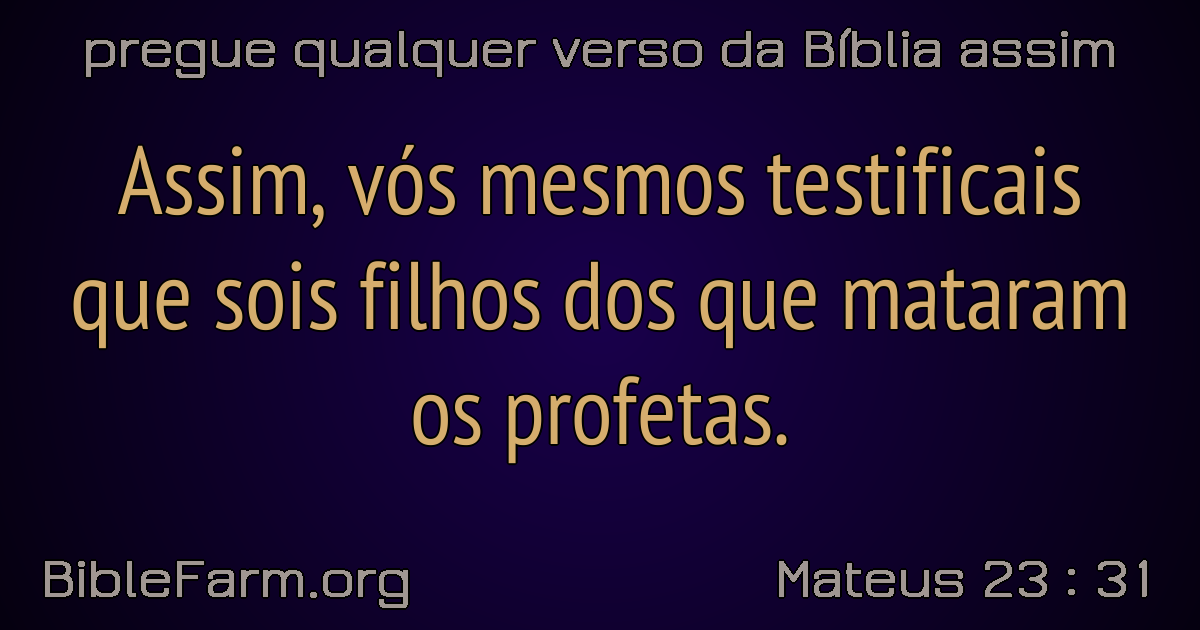 pregue qualquer verso da Bíblia assim
Assim, vós mesmos testificais
que sois filhos dos que mataram
os profetas.
BibleFarm.org
Mateus 23 : 31